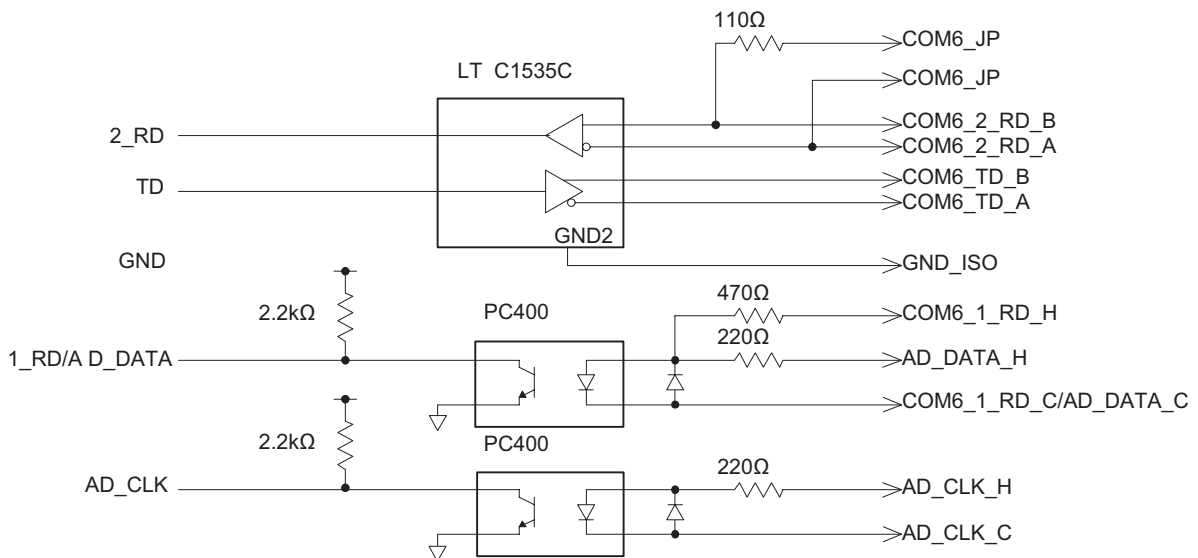 110Ω
COM6_JP
LT C1535C
COM6_JP
2_RD
COM6_2_RD_B
COM6_2_RD_A
TD
COM6_TD_B
COM6_TD_A
GND2
GND
GND_ISO
2.2kΩ
PC400
470Ω
COM6_1_RD_H
220Ω
1_RD/A D_DATA
AD_DATA_H
COM6_1_RD_C/AD_DATA_C
2.2kΩ
PC400
220Ω
AD_CLK
AD_CLK_H
AD_CLK_C